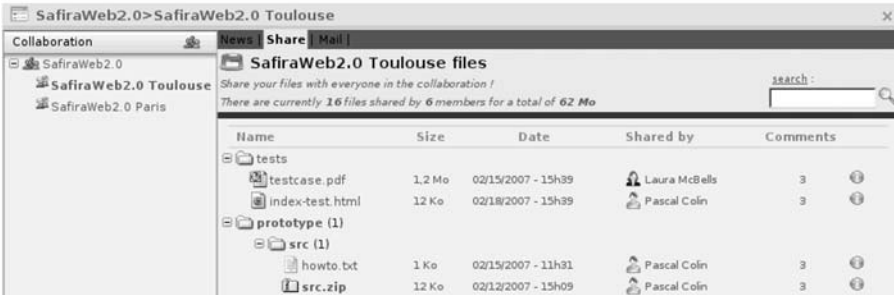 SafiraWeb2.0>SafiraWeb2.0 Toulouse
Collaboration
SafiraWeb2.0
SafiraWeb2.0 Toulouse
SafiraWeb2.0 Paris
News | Share | Mail |
SafiraWeb2.0 Toulouse files
Share your files with everyone in the collaboration !
There are currently 16 files shared by 6 members for a total of 62 Mo
search :
Name Size Date Shared by Comments
tests
testcase.pdf 1,2 Mo 02/15/2007 - 15h39 Laura McBells 3
index-test.html 12 Ko 02/18/2007 - 15h39 Pascal Colin 3
prototype (1)
src (1)
howto.txt 1 Ko 02/15/2007 - 11h31 Pascal Colin 3
src.zip 12 Ko 02/12/2007 - 15h09 Pascal Colin 3